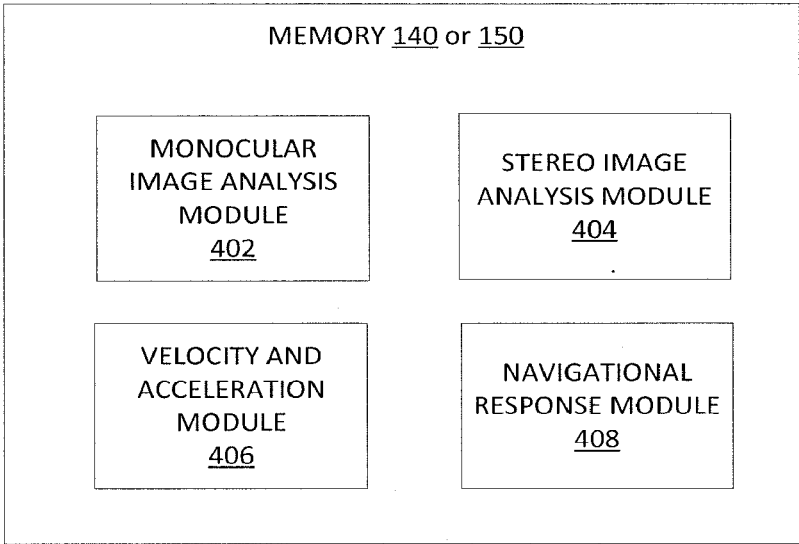 MEMORY 140 or 150
MONOCULAR
IMAGE ANALYSIS
MODULE
402
STEREO IMAGE
ANALYSIS MODULE
404
VELOCITY AND
ACCELERATION
MODULE
406
NAVIGATIONAL
RESPONSE MODULE
408